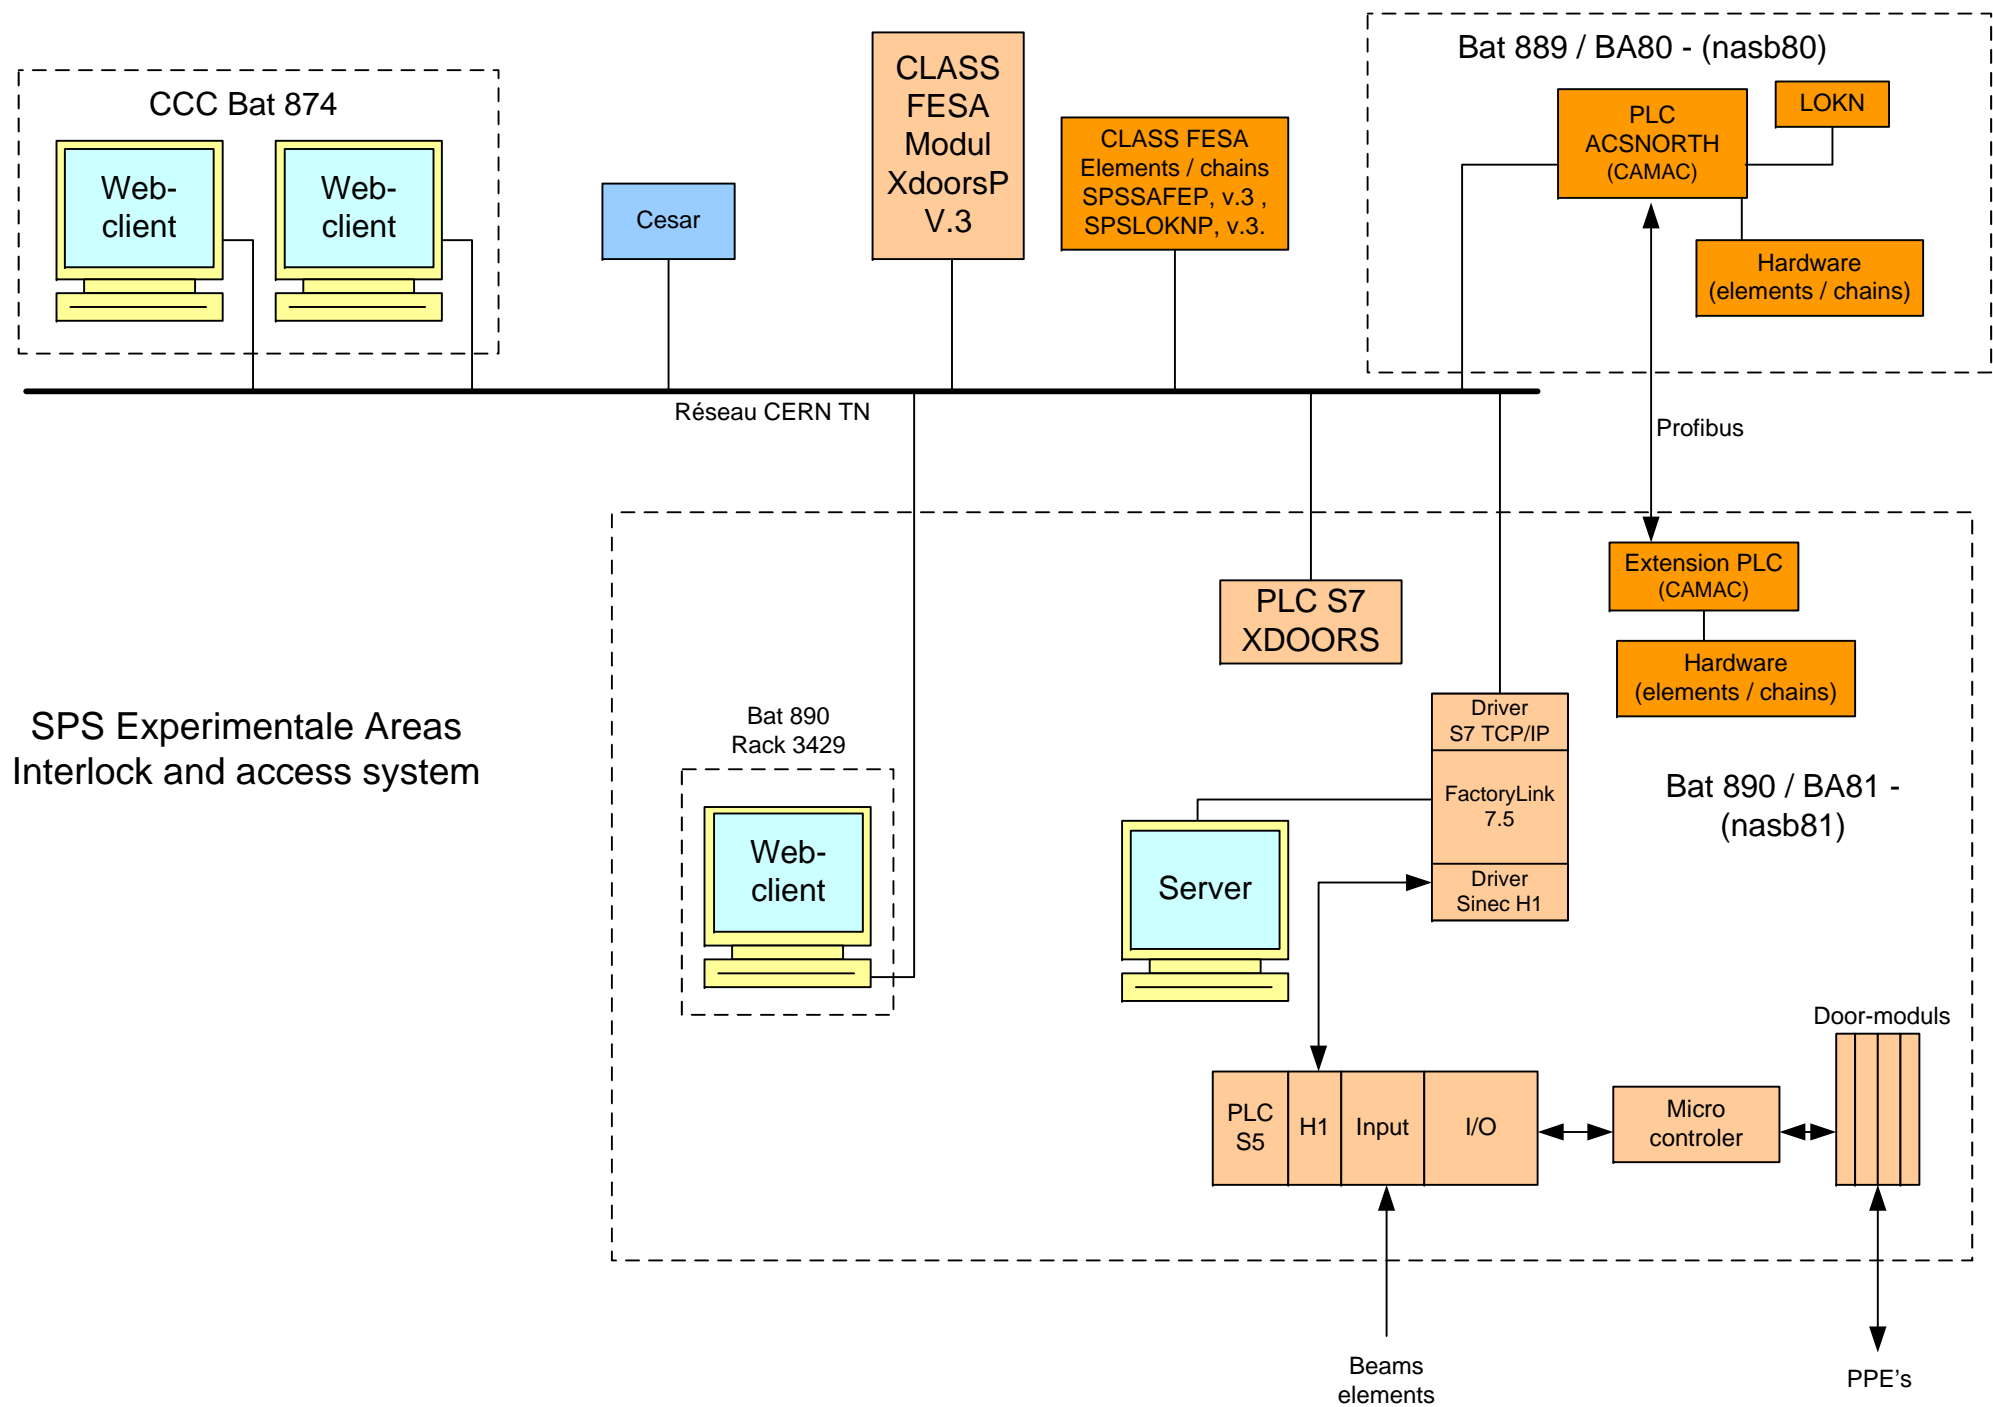 CCC Bat 874
Web-
client
Web-
client
Cesar
CLASS
FESA
Modul
XdoorsP
V.3
CLASS FESA
Elements / chains
SPSSAFEP, v.3 ,
SPSLOKNP, v.3.
Bat 889 / BA80 - (nasb80)
PLC
ACSNORTH
(CAMAC)
LOKN
Hardware
(elements / chains)
Réseau CERN TN
Profibus
Extension PLC
(CAMAC)
Hardware
(elements / chains)
PLC S7
XDOORS
SPS Experimentale Areas
Interlock and access system
Bat 890
Rack 3429
Web-
client
Driver
S7 TCP/IP
FactoryLink
7.5
Driver
Sinec H1
Server
Bat 890 / BA81 -
(nasb81)
Door-moduls
PLC
S5
H1
Input
I/O
Micro
controler
Beams
elements
PPE's